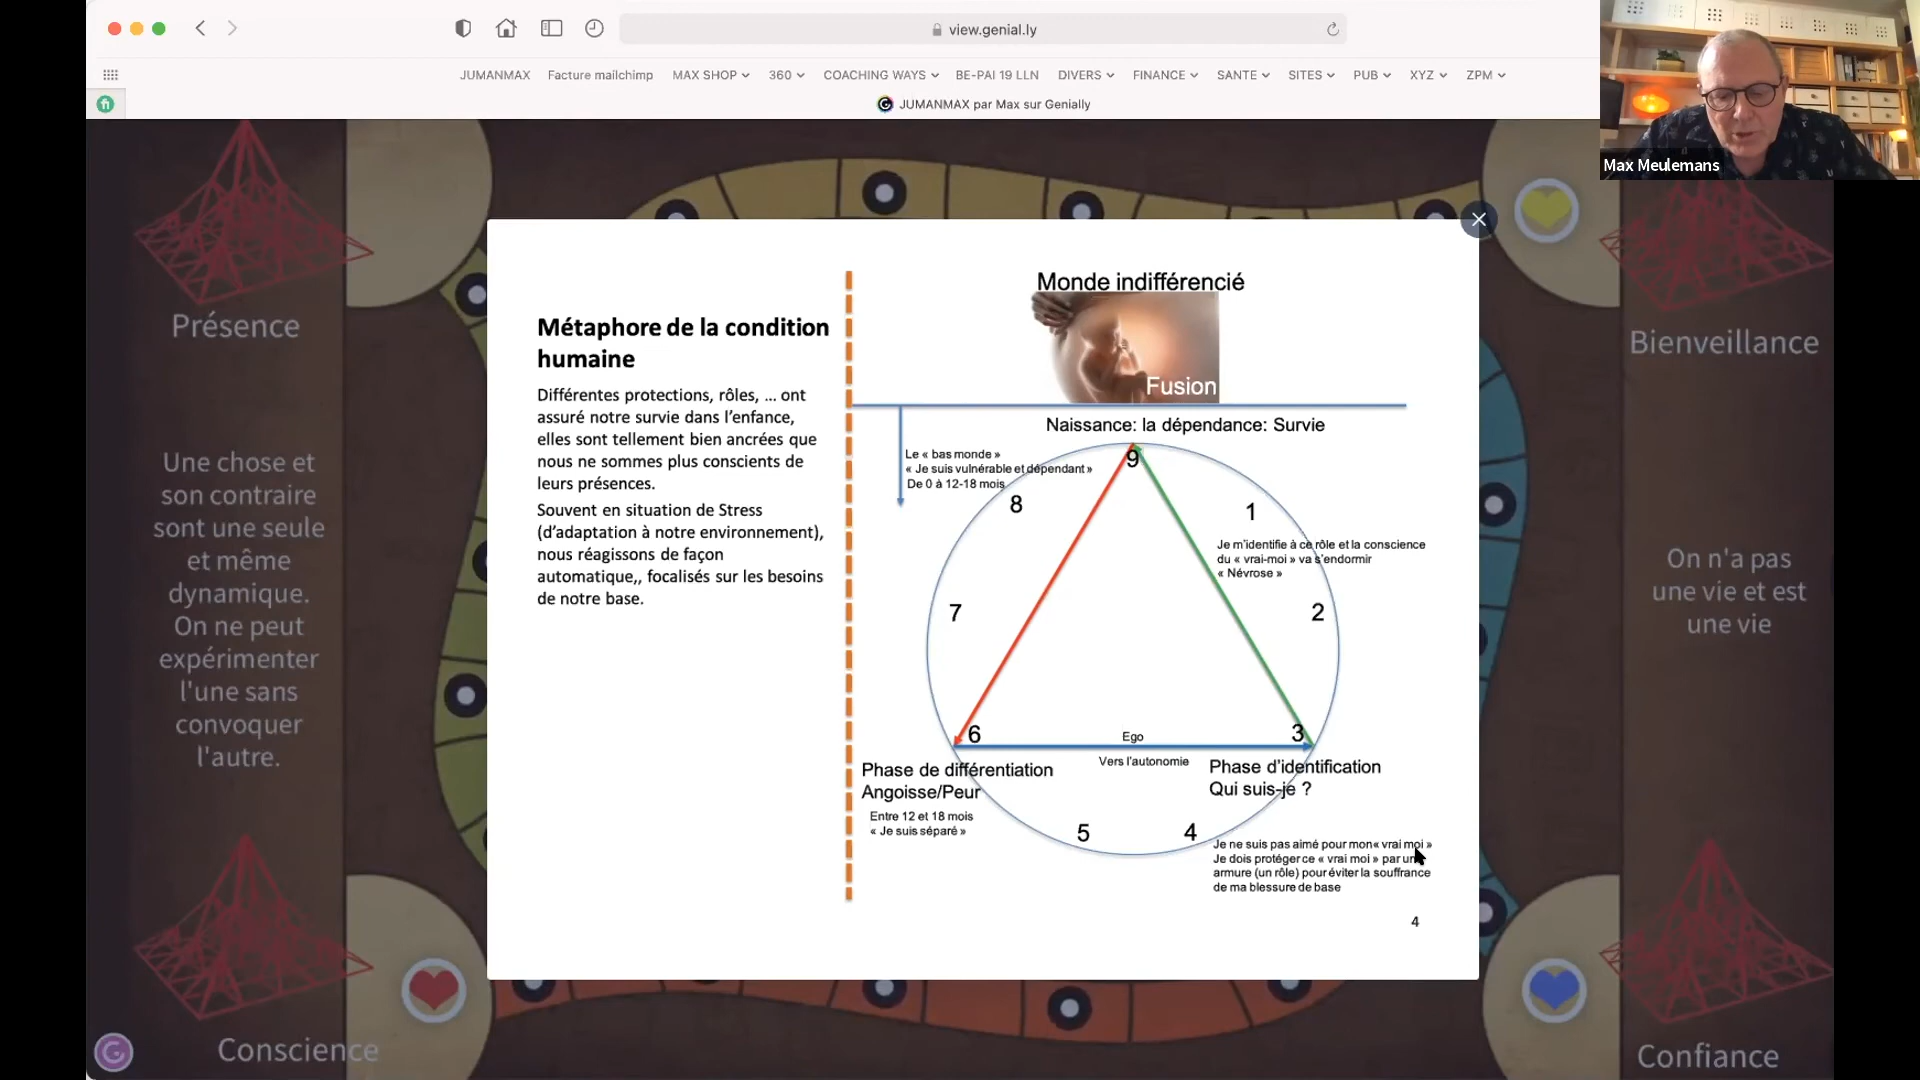 view.genial.ly
JUMANMAX Facture mailchimp MAX SHOP 360 COACHING WAYS BE-PAI 19 LLN DIVERS FINANCE SANTE SITES PUB XYZ ZPM
JUMANMAX par Max sur Genially
Max Meulemans
Présence
Une chose et
son contraire
sont une seule
et même
dynamique.
On ne peut
expérimenter
l'une sans
convoquer
l'autre.
Conscience
Métaphore de la condition
humaine
Différentes protections, rôles, ... ont
assuré notre survie dans l’enfance,
elles sont tellement bien ancrées que
nous ne sommes plus conscients de
leurs présences.
Souvent en situation de Stress
(d’adaptation à notre environnement),
nous réagissons de façon
automatique,, focalisés sur les besoins
de notre base.
Monde indifférencié
Fusion
Naissance: la dépendance: Survie
Le « bas monde »
« Je suis vulnérable et dépendant »
De 0 à 12-18 mois
9
8
1
Je m’identifie à ce rôle et la conscience
du « vrai-moi » va s’endormir
« Névrose »
7
2
6
3
Ego
Vers l’autonomie
Phase de différentiation
Angoisse/Peur
Entre 12 et 18 mois
« Je suis séparé »
Phase d’identification
Qui suis-je ?
5
4
Je ne suis pas aimé pour mon« vrai moi »
Je dois protéger ce « vrai moi » par une
armure (un rôle) pour éviter la souffrance
de ma blessure de base
4
Bienveillance
On n'a pas
une vie et est
une vie
Confiance